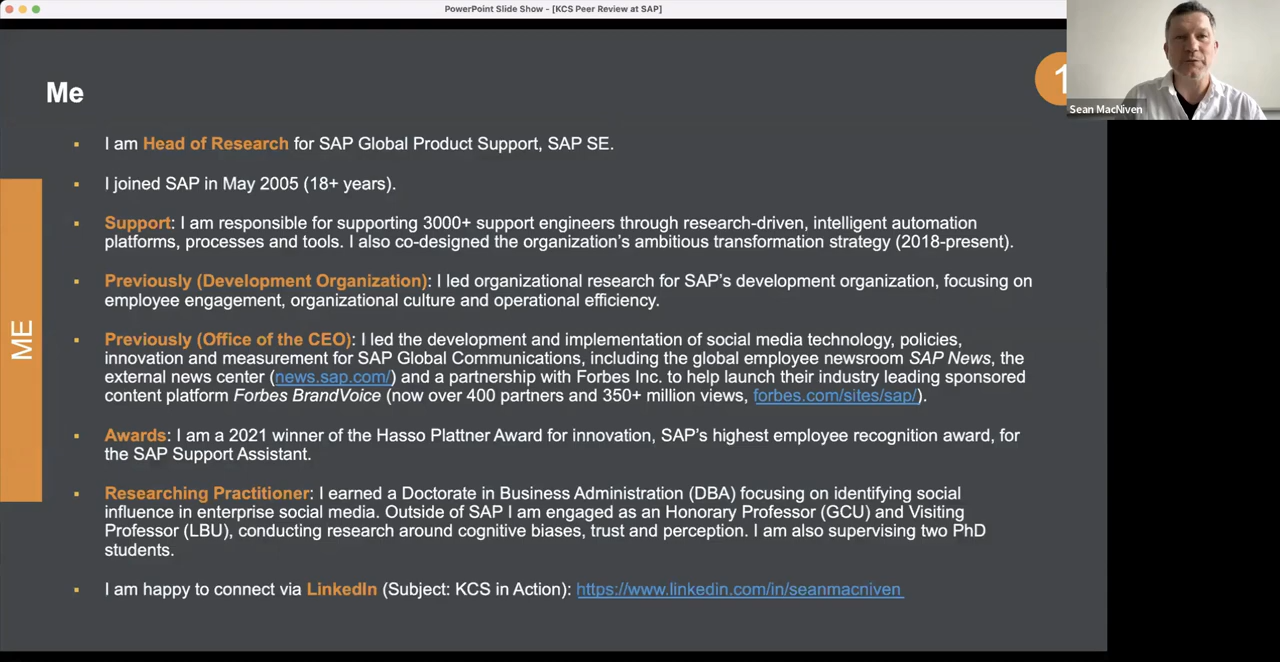 PowerPoint Slide Show - [KCS Peer Review at SAP]
Me
1
Sean MacNiven
ME
▪ I am Head of Research for SAP Global Product Support, SAP SE.
▪ I joined SAP in May 2005 (18+ years).
▪ Support: I am responsible for supporting 3000+ support engineers through research-driven, intelligent automation
platforms, processes and tools. I also co-designed the organization's ambitious transformation strategy (2018-present).
▪ Previously (Development Organization): I led organizational research for SAP's development organization, focusing on
employee engagement, organizational culture and operational efficiency.
▪ Previously (Office of the CEO): I led the development and implementation of social media technology, policies,
innovation and measurement for SAP Global Communications, including the global employee newsroom SAP News, the
external news center (news.sap.com/) and a partnership with Forbes Inc. to help launch their industry leading sponsored
content platform Forbes BrandVoice (now over 400 partners and 350+ million views, forbes.com/sites/sap/).
▪ Awards: I am a 2021 winner of the Hasso Plattner Award for innovation, SAP's highest employee recognition award, for
the SAP Support Assistant.
▪ Researching Practitioner: I earned a Doctorate in Business Administration (DBA) focusing on identifying social
influence in enterprise social media. Outside of SAP I am engaged as an Honorary Professor (GCU) and Visiting
Professor (LBU), conducting research around cognitive biases, trust and perception. I am also supervising two PhD
students.
▪ I am happy to connect via LinkedIn (Subject: KCS in Action): https://www.linkedin.com/in/seanmacniven